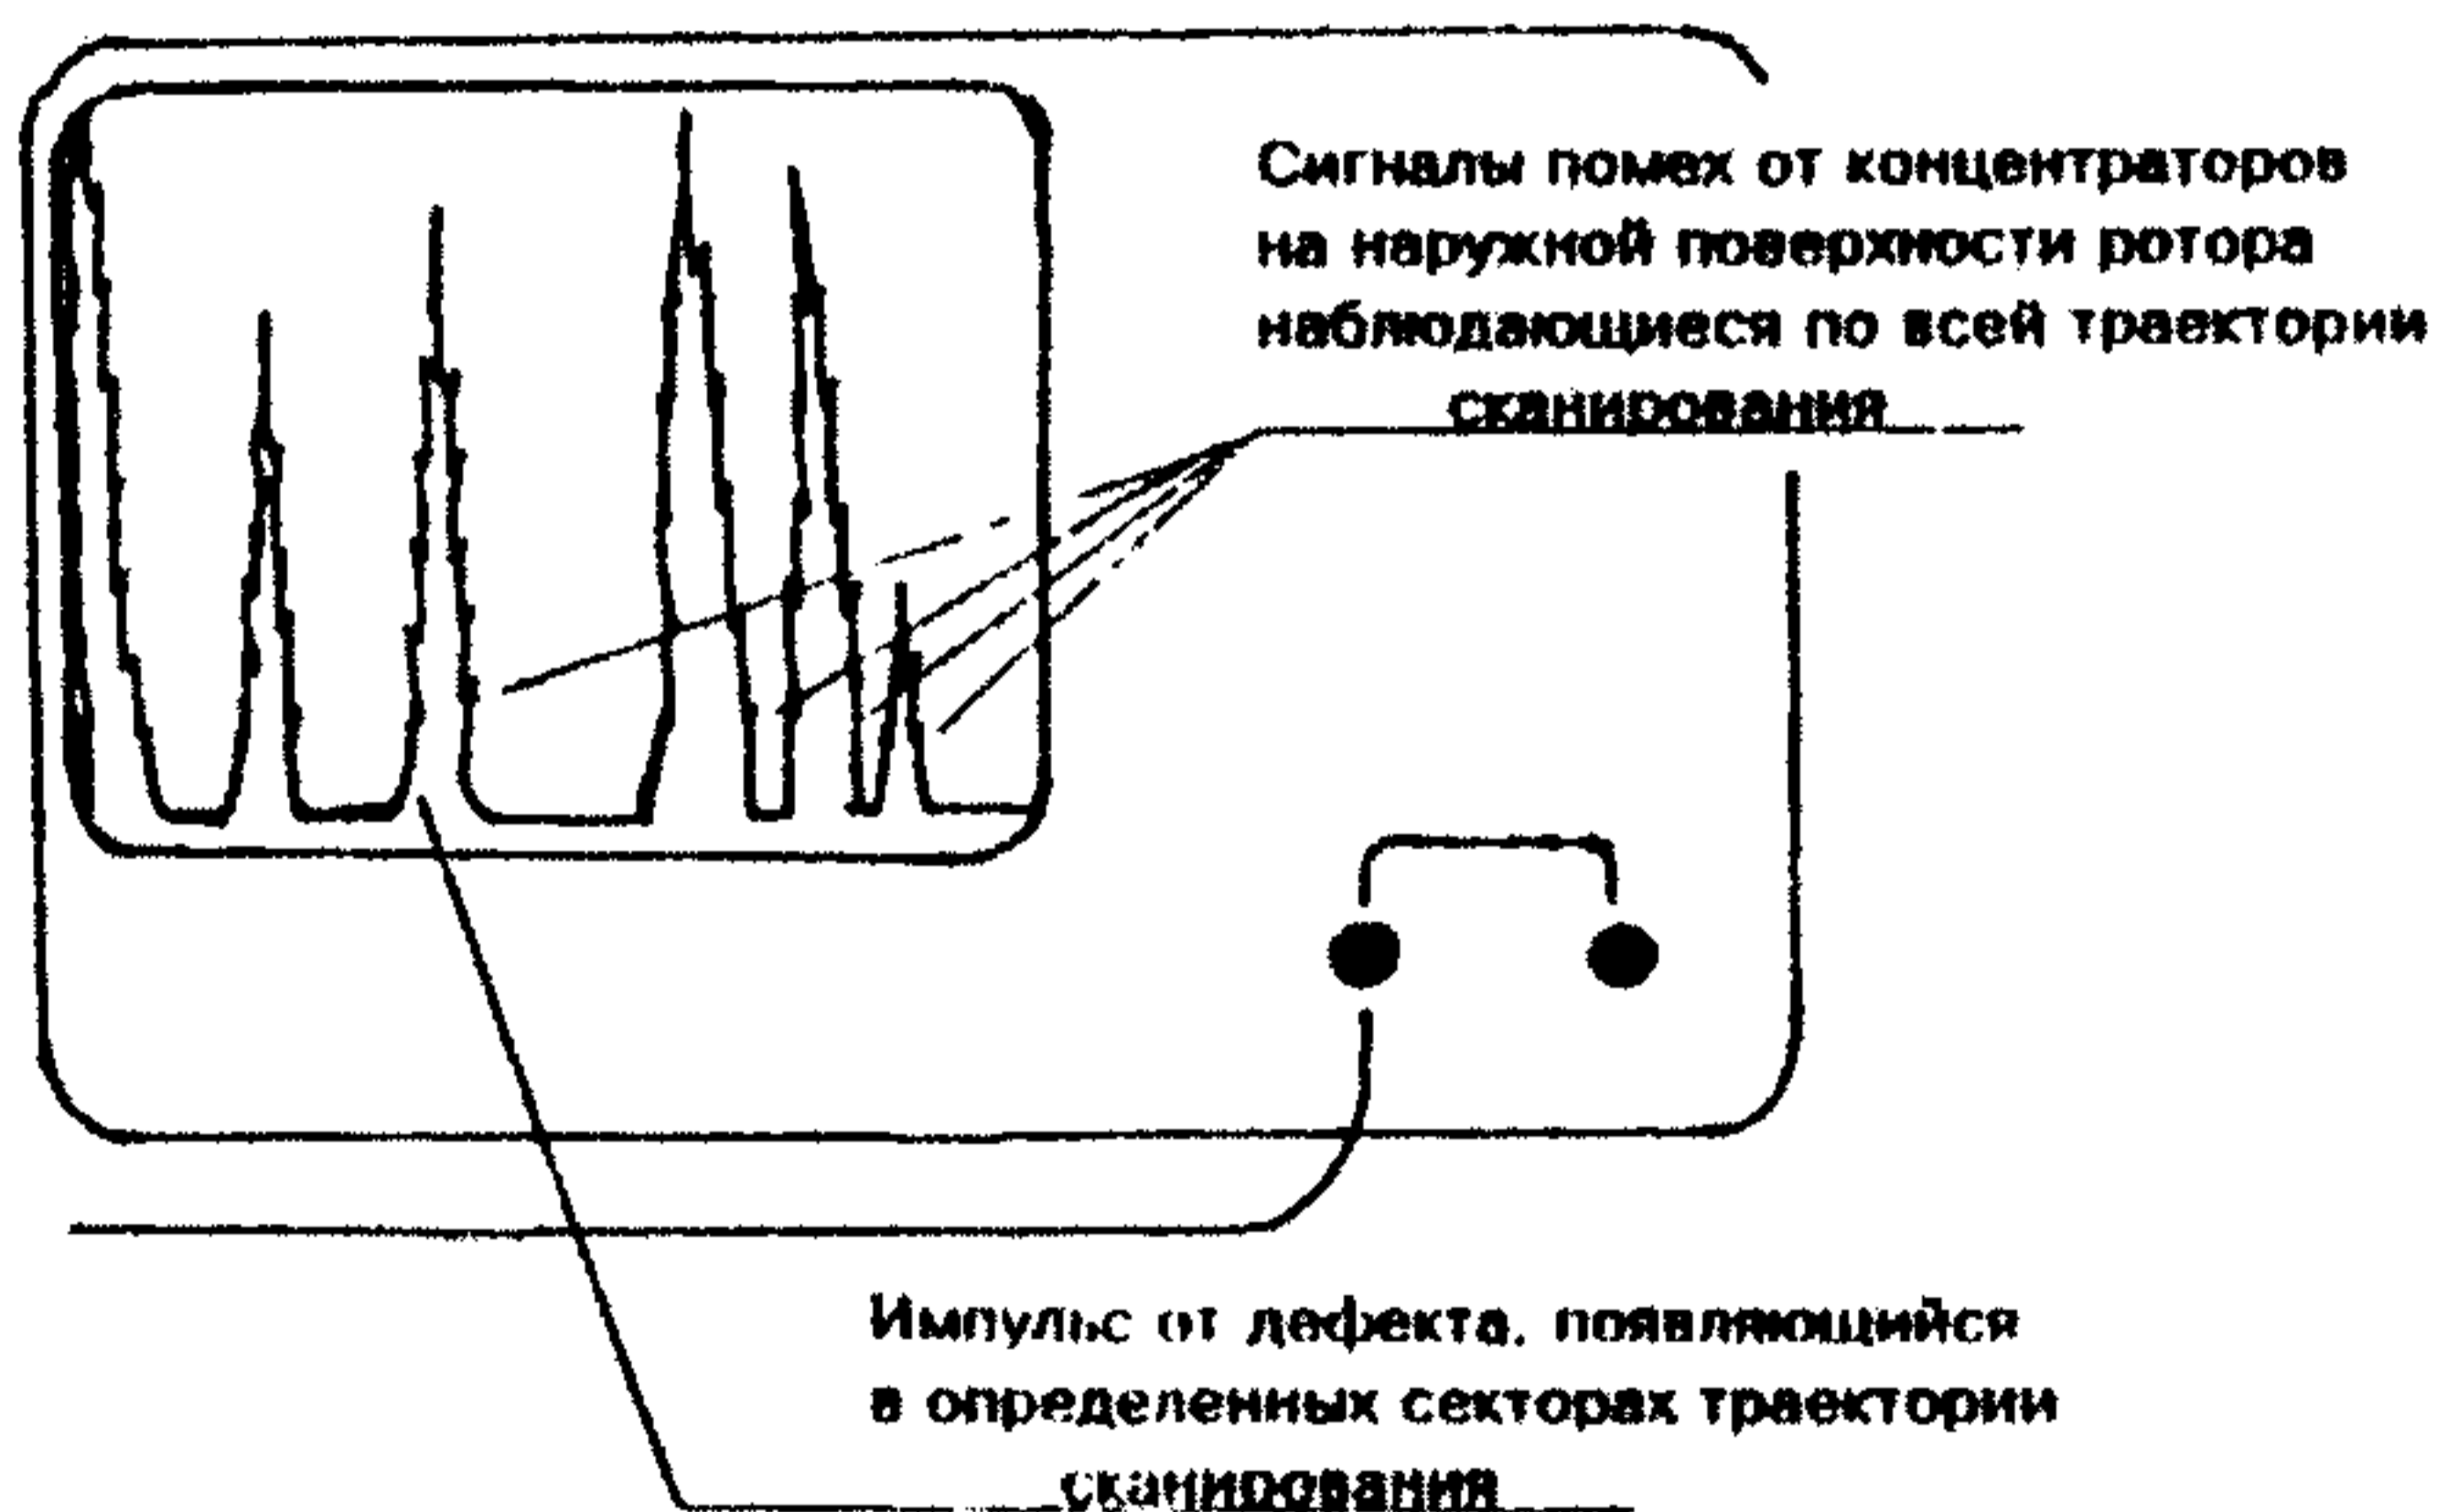 Сигналы помех от концентраторов
на наружной поверхности ротора
наблюдающиеся по всей траектории
сканирования
Импульс от дефекта, появляющийся
в определенных секторах траектории
сканирования